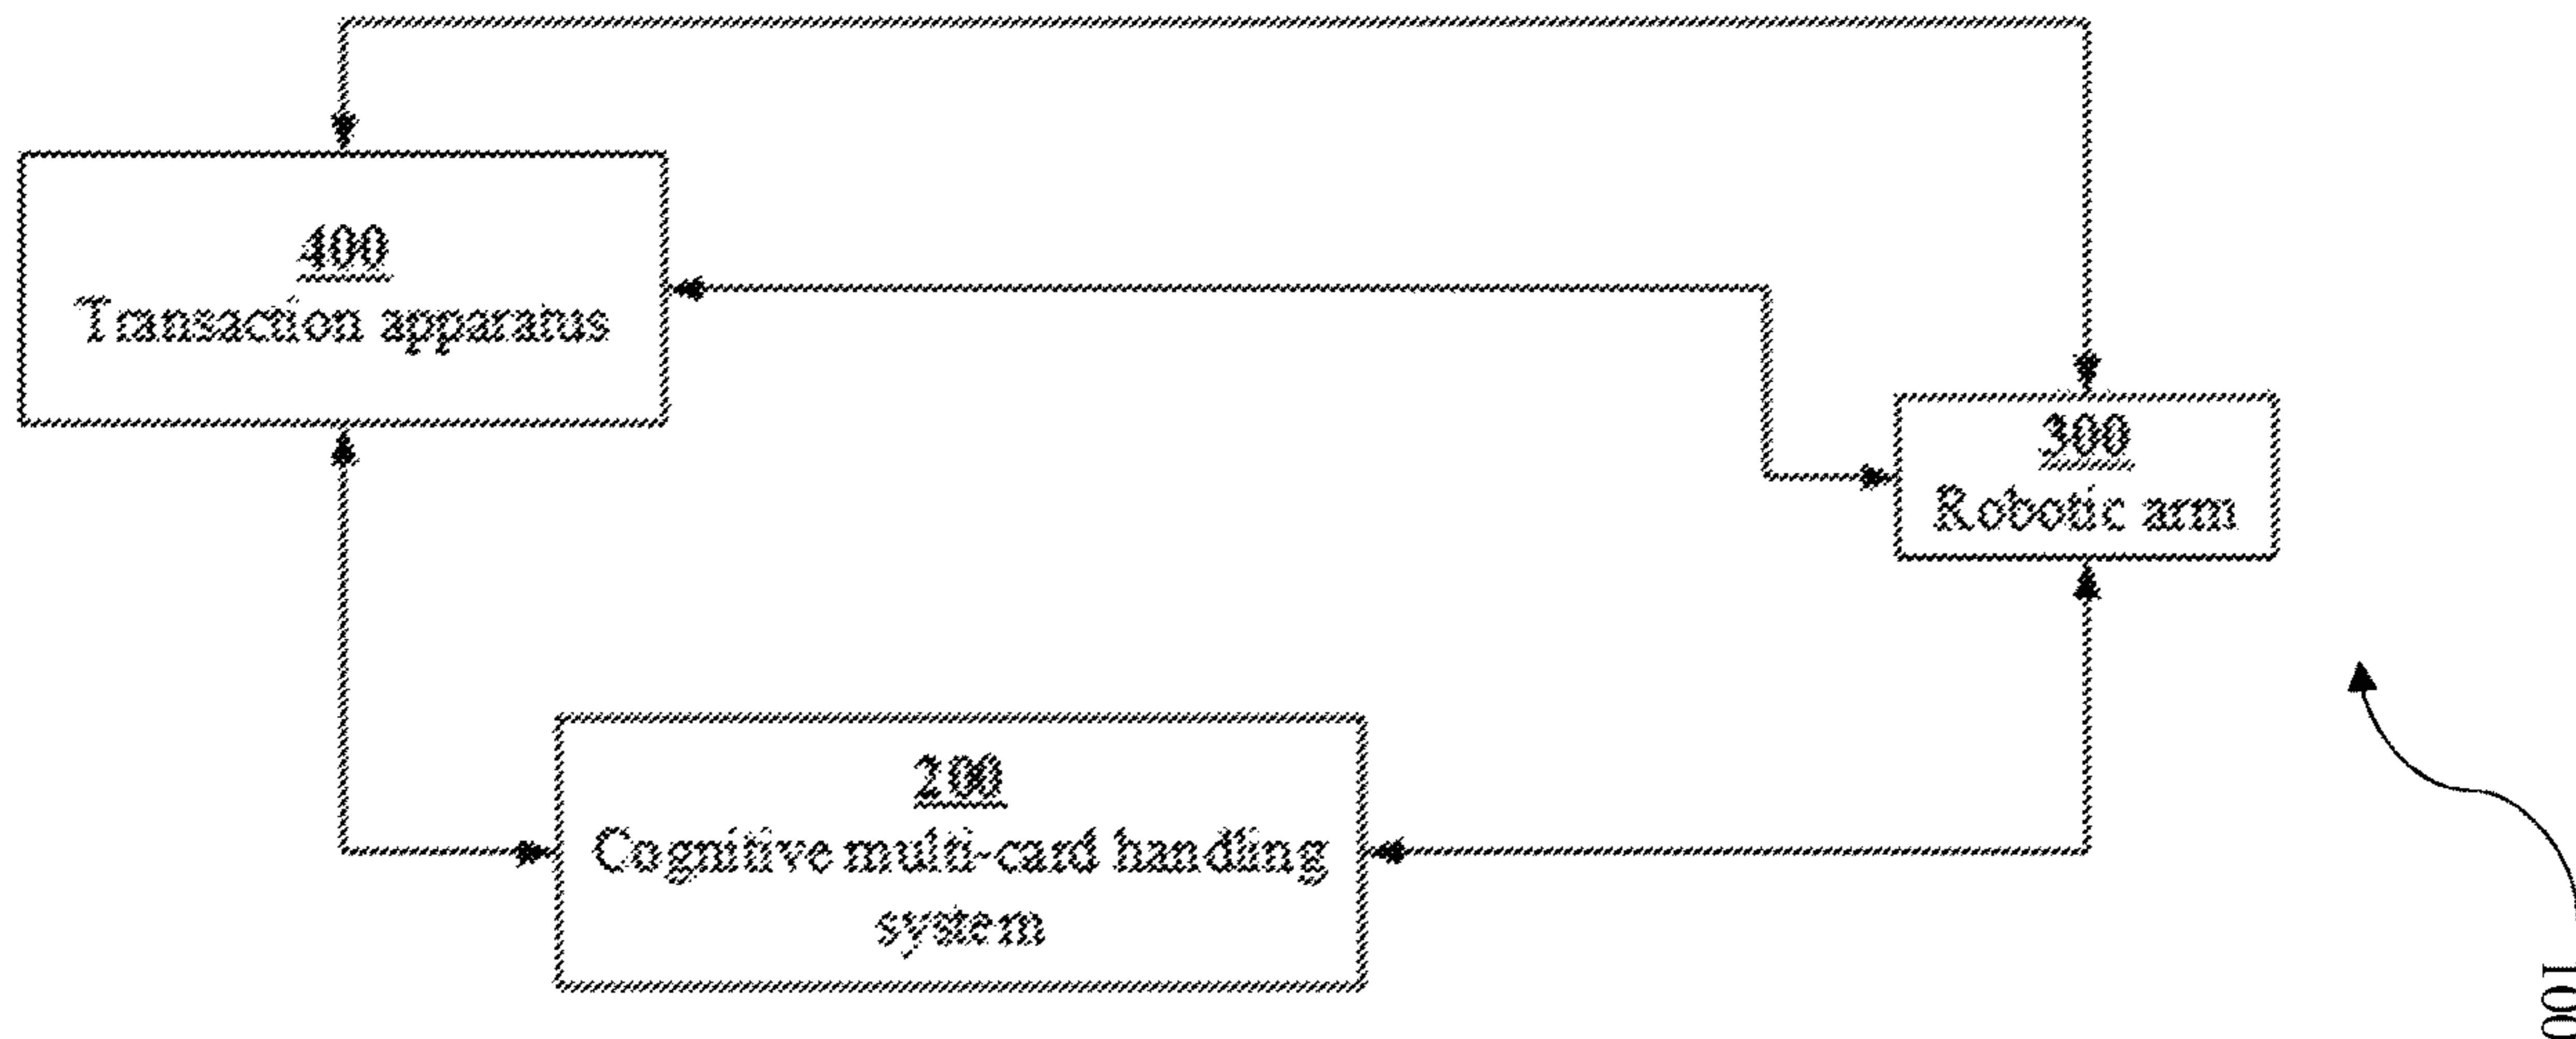 400
Transaction apparatus
300
Robotic arm
200
Cognitive multi-card handling
system
100